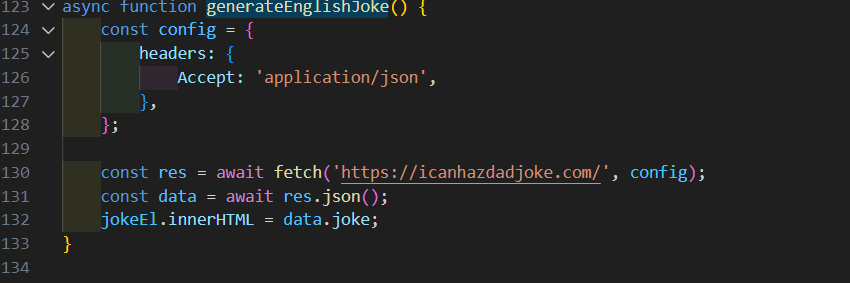 123 async function generateEnglishJoke() {
124 const config = {
125 headers: {
126 Accept: 'application/json',
127 },
128 };
129
130 const res = await fetch('https://icanhazdadjoke.com/', config);
131 const data = await res.json();
132 jokeEl.innerHTML = data.joke;
133 }
134